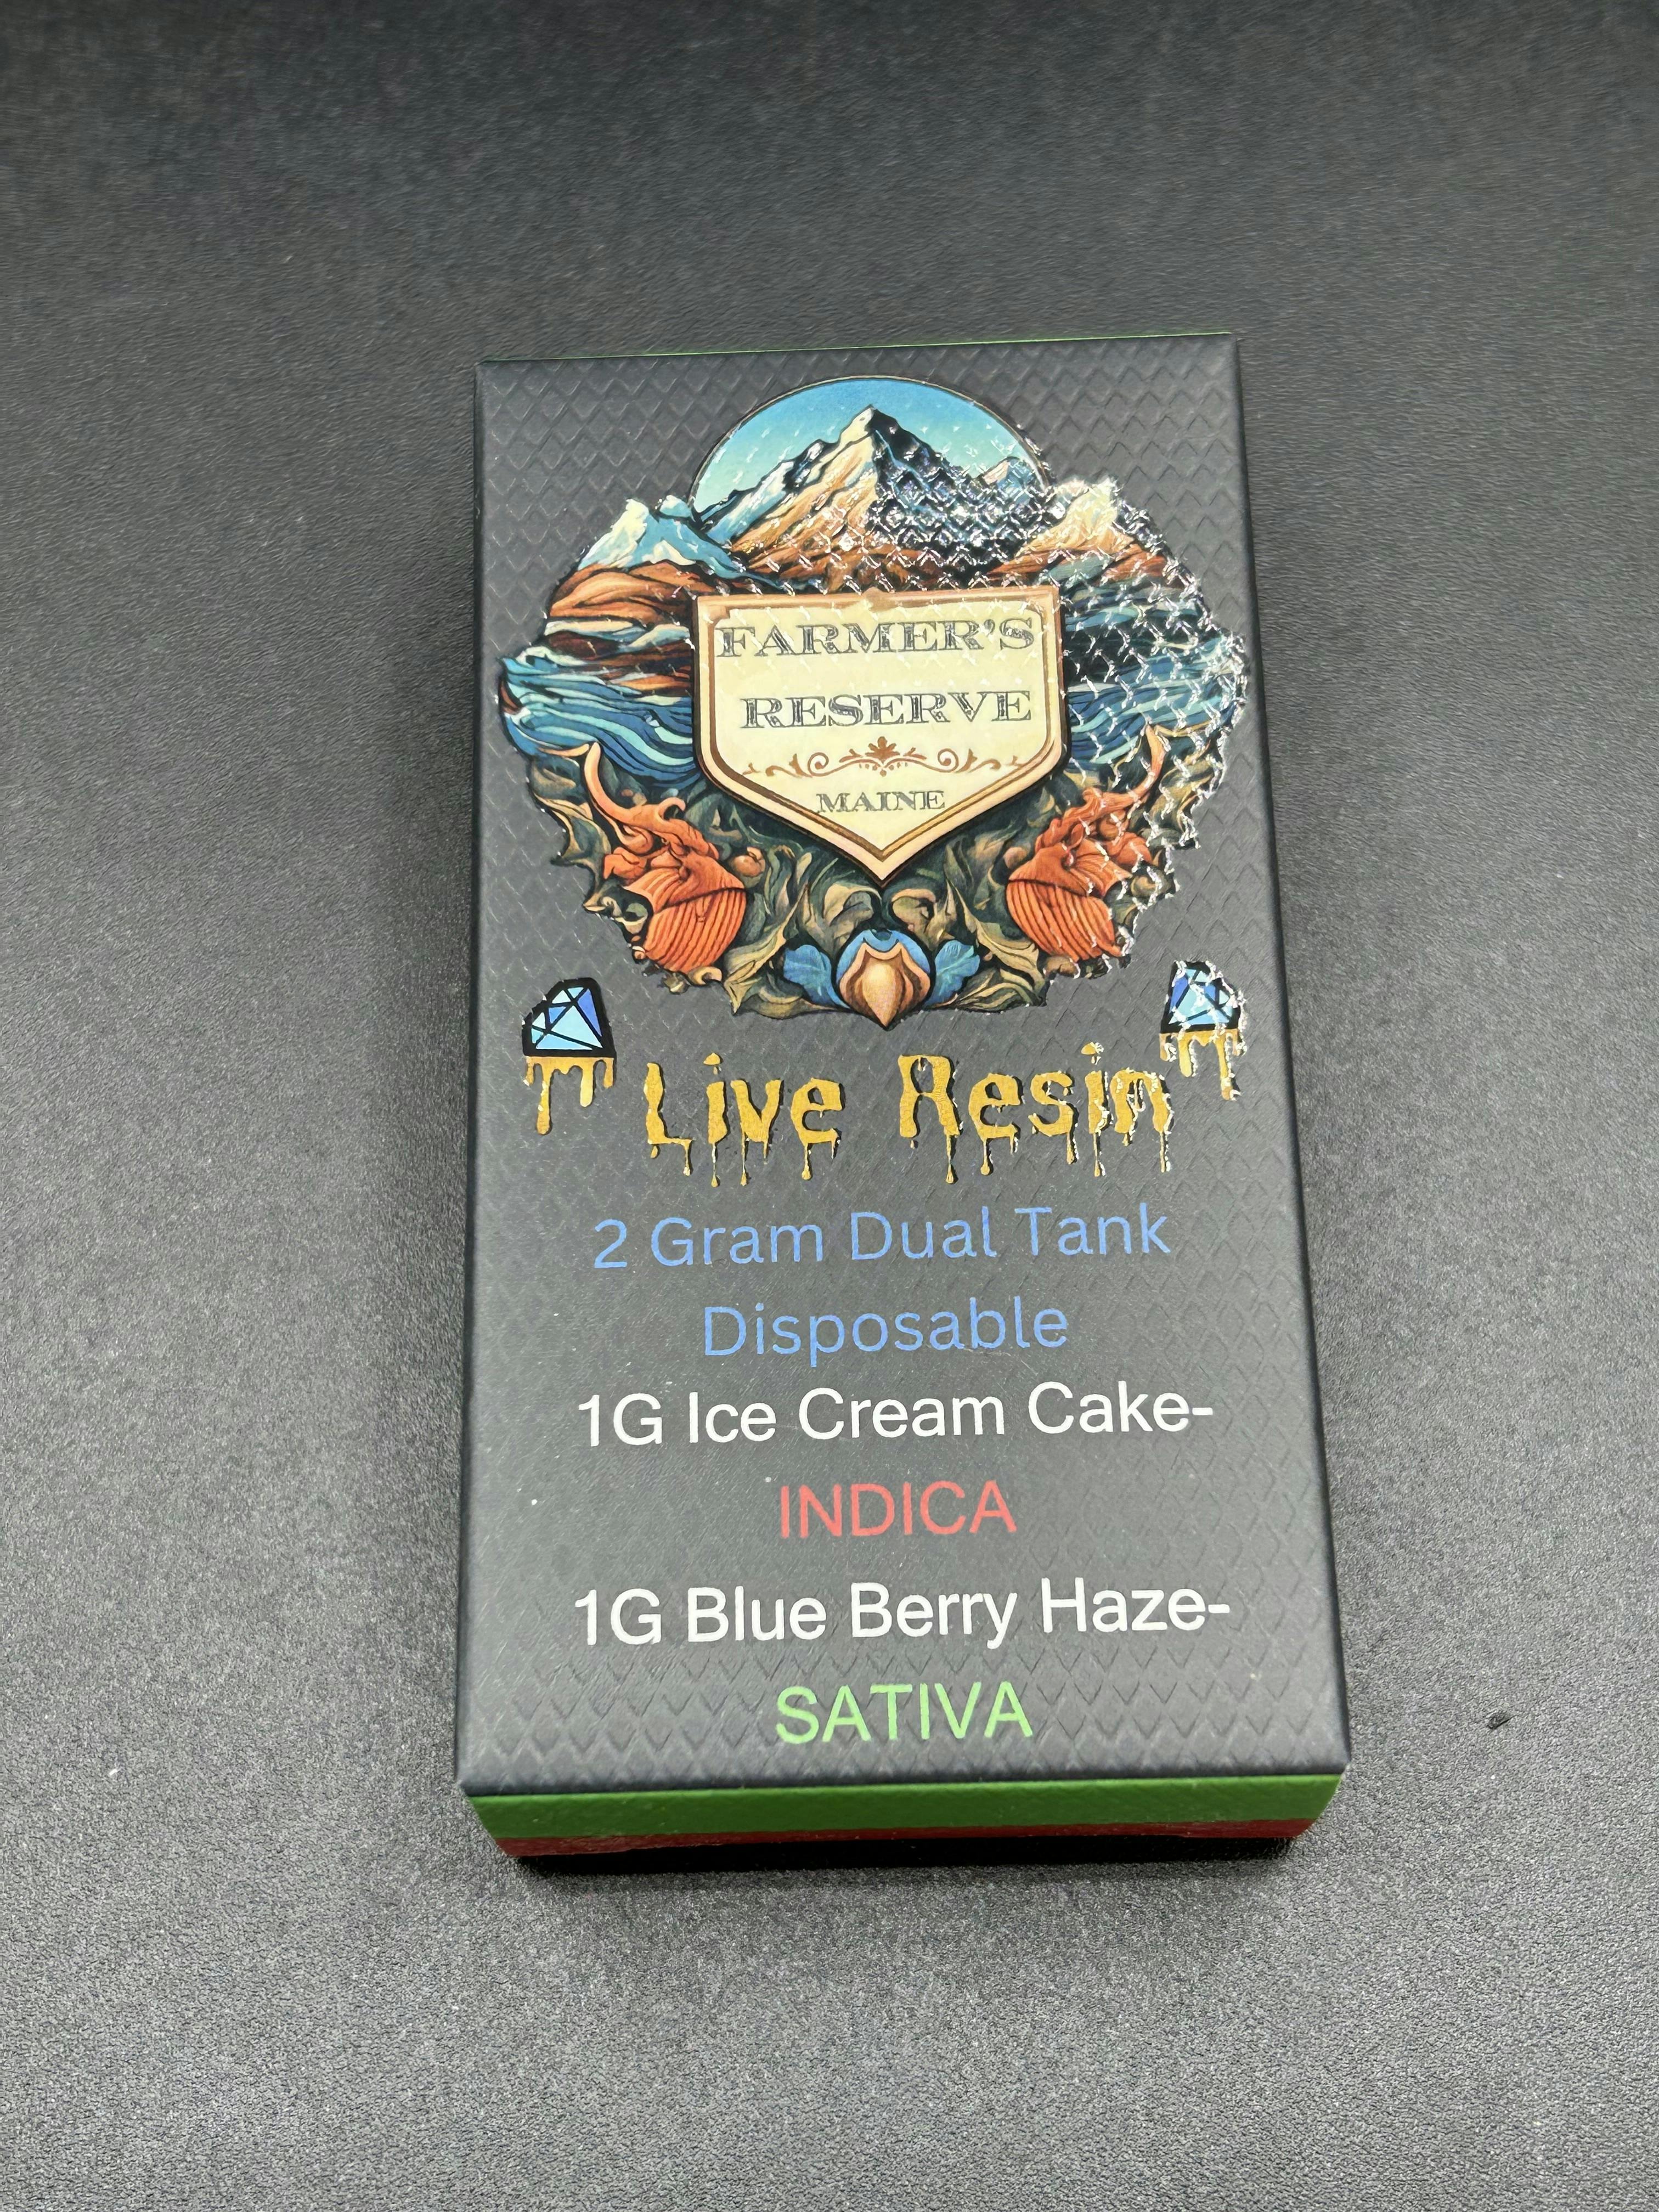 FARMER'S
RESERVE
MAINE
Live Resin
2 Gram Dual Tank
Disposable
1G Ice Cream Cake-
INDICA
1G Blue Berry Haze-
SATIVA